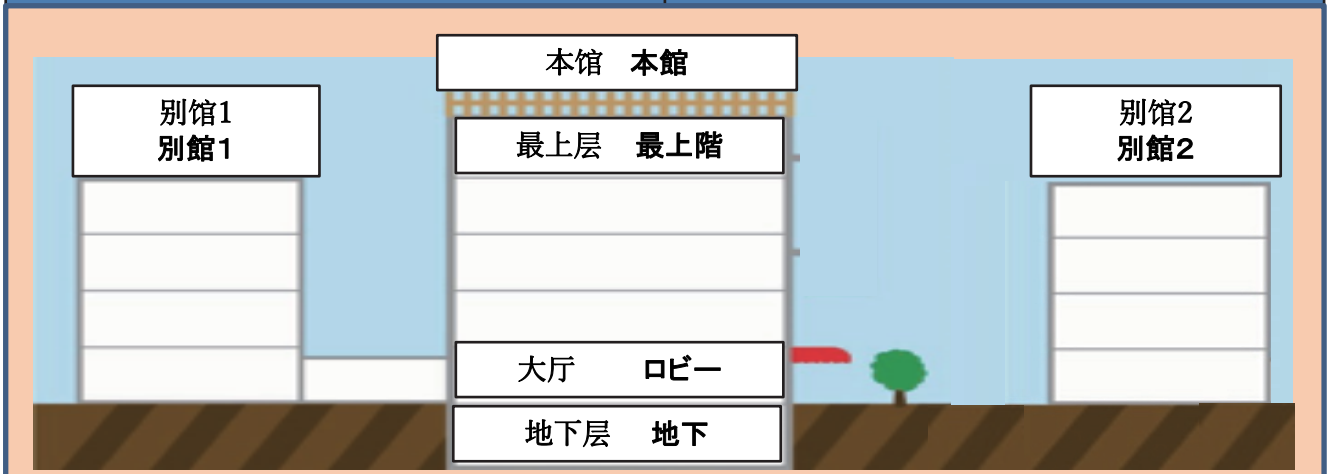 本馆 本館
别馆1
別館1
别馆2
別館2
最上层 最上階
大厅 ロビー
地下层 地下